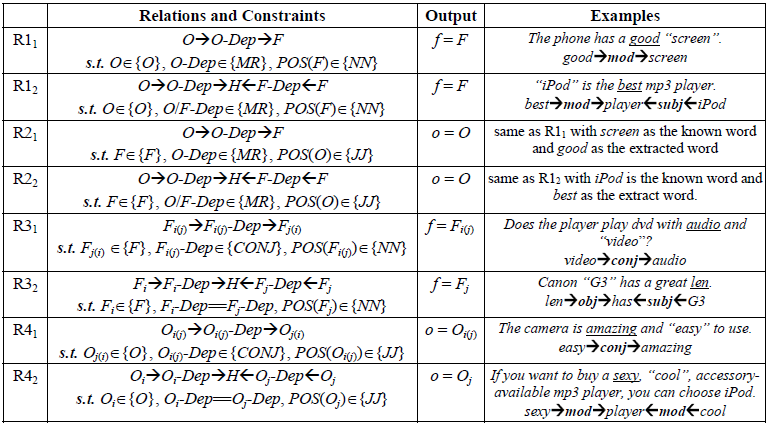 Relations and Constraints Output Examples
R1₁ O→O-Dep→F f = F The phone has a good “screen”.
s.t. O∈{O}, O-Dep∈{MR}, POS(F)∈{NN} good→mod→screen
R1₂ O→O-Dep→H←F-Dep←F f = F “iPod” is the best mp3 player.
s.t. O∈{O}, O/F-Dep∈{MR}, POS(F)∈{NN} best→mod→player←subj←iPod
R2₁ O→O-Dep→F o = O same as R1₁ with screen as the known word
s.t. F∈{F}, O-Dep∈{MR}, POS(O)∈{JJ} and good as the extracted word
R2₂ O→O-Dep→H←F-Dep←F o = O same as R1₂ with iPod is the known word and
s.t. F∈{F}, O/F-Dep∈{MR}, POS(O)∈{JJ} best as the extract word.
R3₁ Fi(j)→Fi(j)-Dep→Fj(i) f = Fi(j) Does the player play dvd with audio and
s.t. Fj(i) ∈{F}, Fi(j)-Dep∈{CONJ}, POS(Fi(j))∈{NN} “video”?
video→conj→audio
R3₂ Fi→Fi-Dep→H←Fj-Dep←Fj f = Fj Canon “G3” has a great len.
s.t. Fi∈{F}, Fi-Dep==Fj-Dep, POS(Fj)∈{NN} len→obj→has←subj←G3
R4₁ Oi(j)→Oi(j)-Dep→Oj(i) o = Oi(j) The camera is amazing and “easy” to use.
s.t. Oj(i)∈{O}, Oi(j)-Dep∈{CONJ}, POS(Oi(j))∈{JJ} easy→conj→amazing
R4₂ Oi→Oi-Dep→H←Oj-Dep←Oj o = Oj If you want to buy a sexy, “cool”, accessory-
s.t. Oi∈{O}, Oi-Dep==Oj-Dep, POS(Oj)∈{JJ} available mp3 player, you can choose iPod.
sexy→mod→player←mod←cool